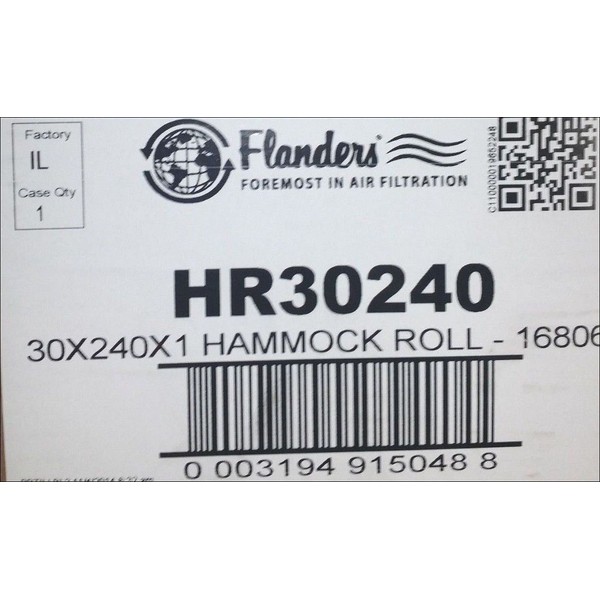 Factory
IL
Case Qty
1
Flanders
FOREMOST IN AIR FILTRATION
C110000019652248
HR30240
30X240X1 HAMMOCK ROLL - 16806
0 003194 915048 8